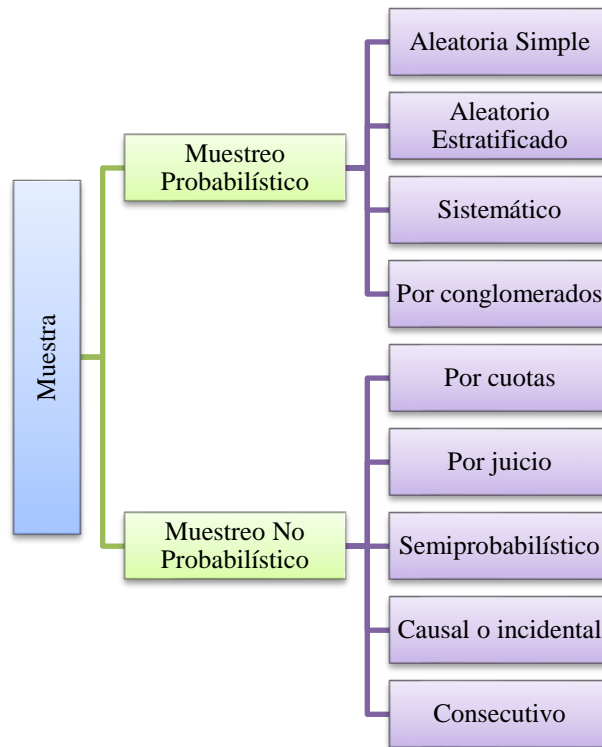 Muestra
Muestreo
Probabilístico
Aleatoria Simple
Aleatorio
Estratificado
Sistemático
Por conglomerados
Muestreo No
Probabilístico
Por cuotas
Por juicio
Semiprobabilístico
Causal o incidental
Consecutivo